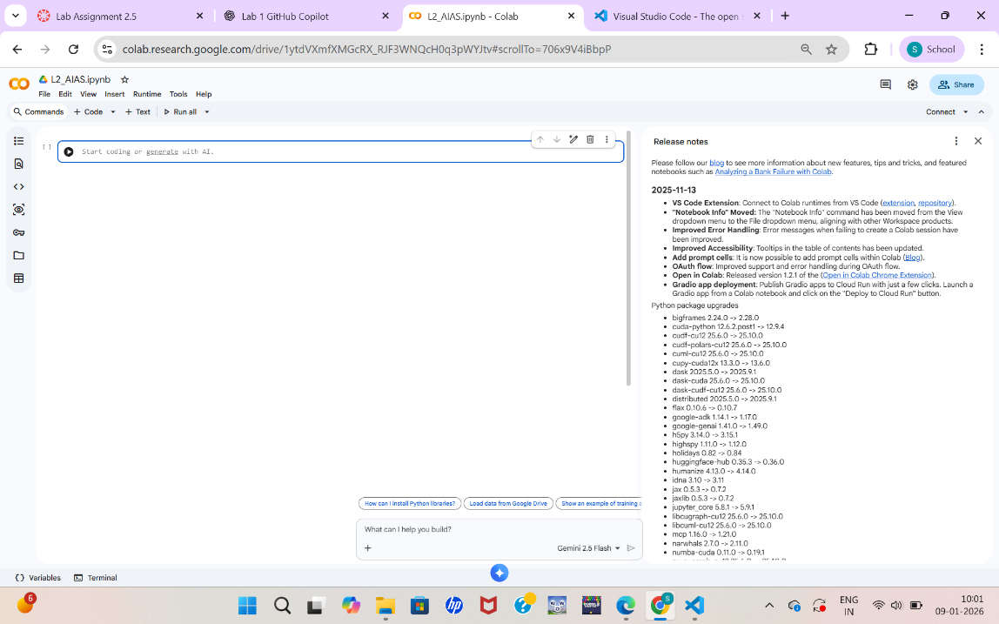 Lab Assignment 2.5
Lab 1 GitHub Copilot
L2_AIAS.ipynb - Colab
Visual Studio Code - The open
colab.research.google.com/drive/1ytdVXmfXMGcRX_RJF3WNQcH0q3pWYJtv#scrollTo=706x9V4iBbpP
S School
L2_AIAS.ipynb
File Edit View Insert Runtime Tools Help
Share
Commands + Code + Text Run all
Connect
[ ] Start coding or generate with AI.
Release notes
Please follow our blog to see more information about new features, tips and tricks, and featured
notebooks such as Analyzing a Bank Failure with Colab.
2025-11-13
• VS Code Extension: Connect to Colab runtimes from VS Code (extension, repository).
• "Notebook Info" Moved: The "Notebook Info" command has been moved from the View
dropdown menu to the File dropdown menu, aligning with other Workspace products.
• Improved Error Handling: Error messages when failing to create a Colab session have
been improved.
• Improved Accessibility: Tooltips in the table of contents has been updated.
• Add prompt cells: It is now possible to add prompt cells within Colab (Blog).
• OAuth flow: Improved support and error handling during OAuth flow.
• Open in Colab: Released version 1.2.1 of the (Open in Colab Chrome Extension).
• Gradio app deployment: Publish Gradio apps to Cloud Run with just a few clicks. Launch a
Gradio app from a Colab notebook and click on the "Deploy to Cloud Run" button.
Python package upgrades
• bigframes 2.24.0 -> 2.28.0
• cuda-python 12.6.2.post1 -> 12.9.4
• cudf-cu12 25.6.0 -> 25.10.0
• cudf-polars-cu12 25.6.0 -> 25.10.0
• cuml-cu12 25.6.0 -> 25.10.0
• cupy-cuda12x 13.3.0 -> 13.6.0
• dask 2025.5.0 -> 2025.9.1
• dask-cuda 25.6.0 -> 25.10.0
• dask-cudf-cu12 25.6.0 -> 25.10.0
• distributed 2025.5.0 -> 2025.9.1
• flax 0.10.6 -> 0.10.7
• google-adk 1.14.1 -> 1.17.0
• google-genai 1.41.0 -> 1.49.0
• h5py 3.14.0 -> 3.15.1
• highspy 1.11.0 -> 1.12.0
• holidays 0.82 -> 0.84
• huggingface-hub 0.35.3 -> 0.36.0
• humanize 4.13.0 -> 4.14.0
• idna 3.10 -> 3.11
• jax 0.5.3 -> 0.7.2
• jaxlib 0.5.3 -> 0.7.2
• jupyter_core 5.8.1 -> 5.9.1
• libcugraph-cu12 25.6.0 -> 25.10.0
• libcuml-cu12 25.6.0 -> 25.10.0
• mcp 1.16.0 -> 1.21.0
• narwhals 2.7.0 -> 2.11.0
• numba-cuda 0.11.0 -> 0.19.1
How can I install Python libraries? Load data from Google Drive Show an example of training a
What can I help you build?
+ Gemini 2.5 Flash
Variables Terminal
6
ENG
IN
10:01
09-01-2026